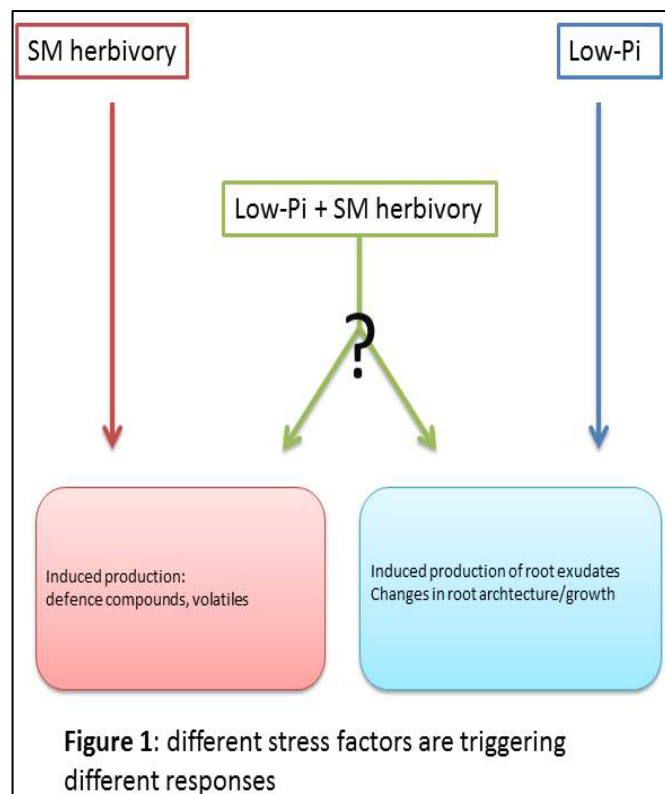 SM herbivory
Low-Pi
Low-Pi + SM herbivory
?
Induced production:
defence compounds, volatiles
Induced production of root exudates
Changes in root archtecture/growth
Figure 1: different stress factors are triggering
different responses